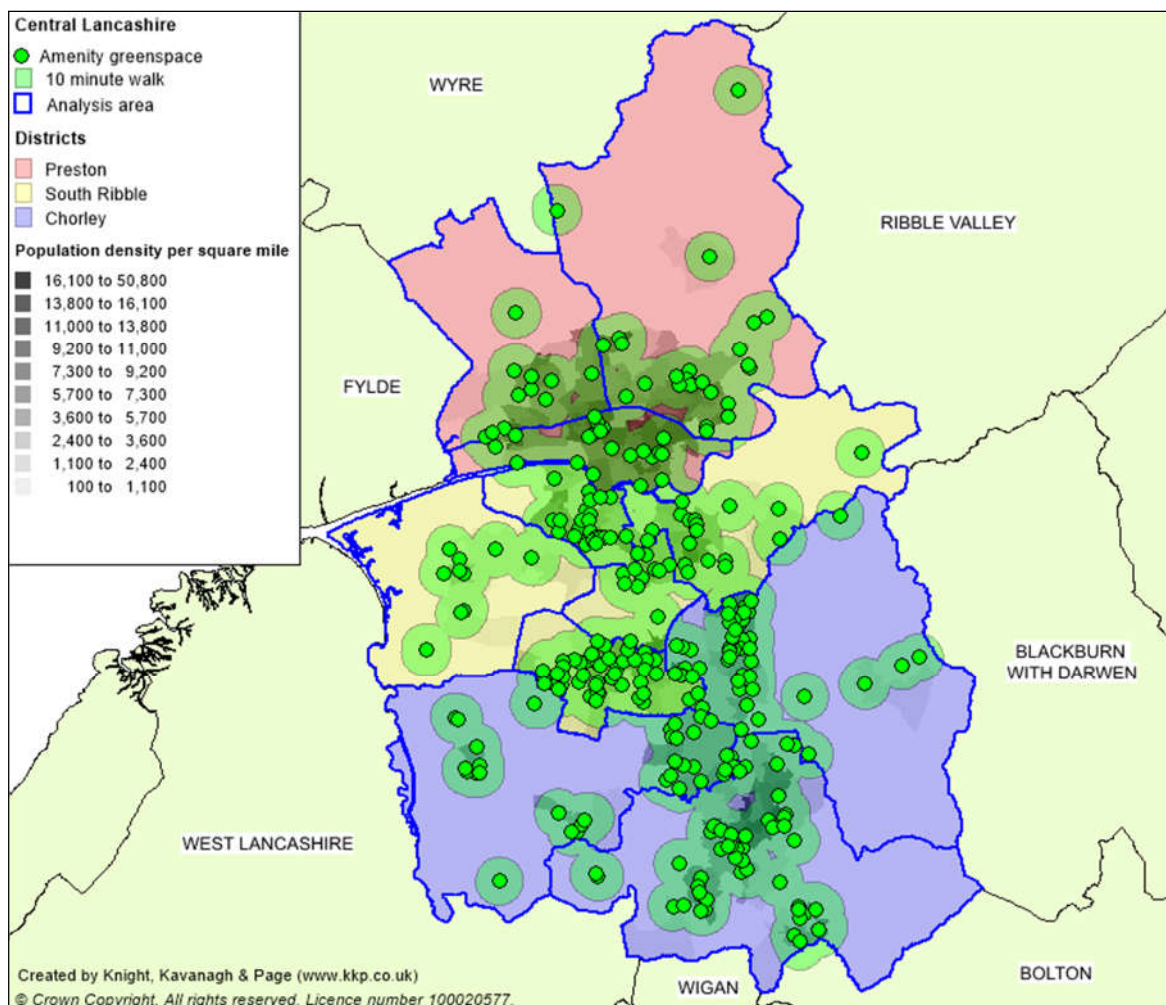 Central Lancashire
Amenity greenspace
10 minute walk
Analysis area
Districts
Preston
South Ribble
Chorley
Population density per square mile
16,100 to 50,800
13,800 to 16,100
11,000 to 13,800
9,200 to 11,000
7,300 to 9,200
5,700 to 7,300
3,600 to 5,700
2,400 to 3,600
1,100 to 2,400
100 to 1,100
WYRE
RIBBLE VALLEY
FYLDE
BLACKBURN
WITH DARWEN
WEST LANCASHIRE
BOLTON
WIGAN
Created by Knight, Kavanagh & Page (www.kkp.co.uk)
© Crown Copyright. All rights reserved. Licence number 100020577.